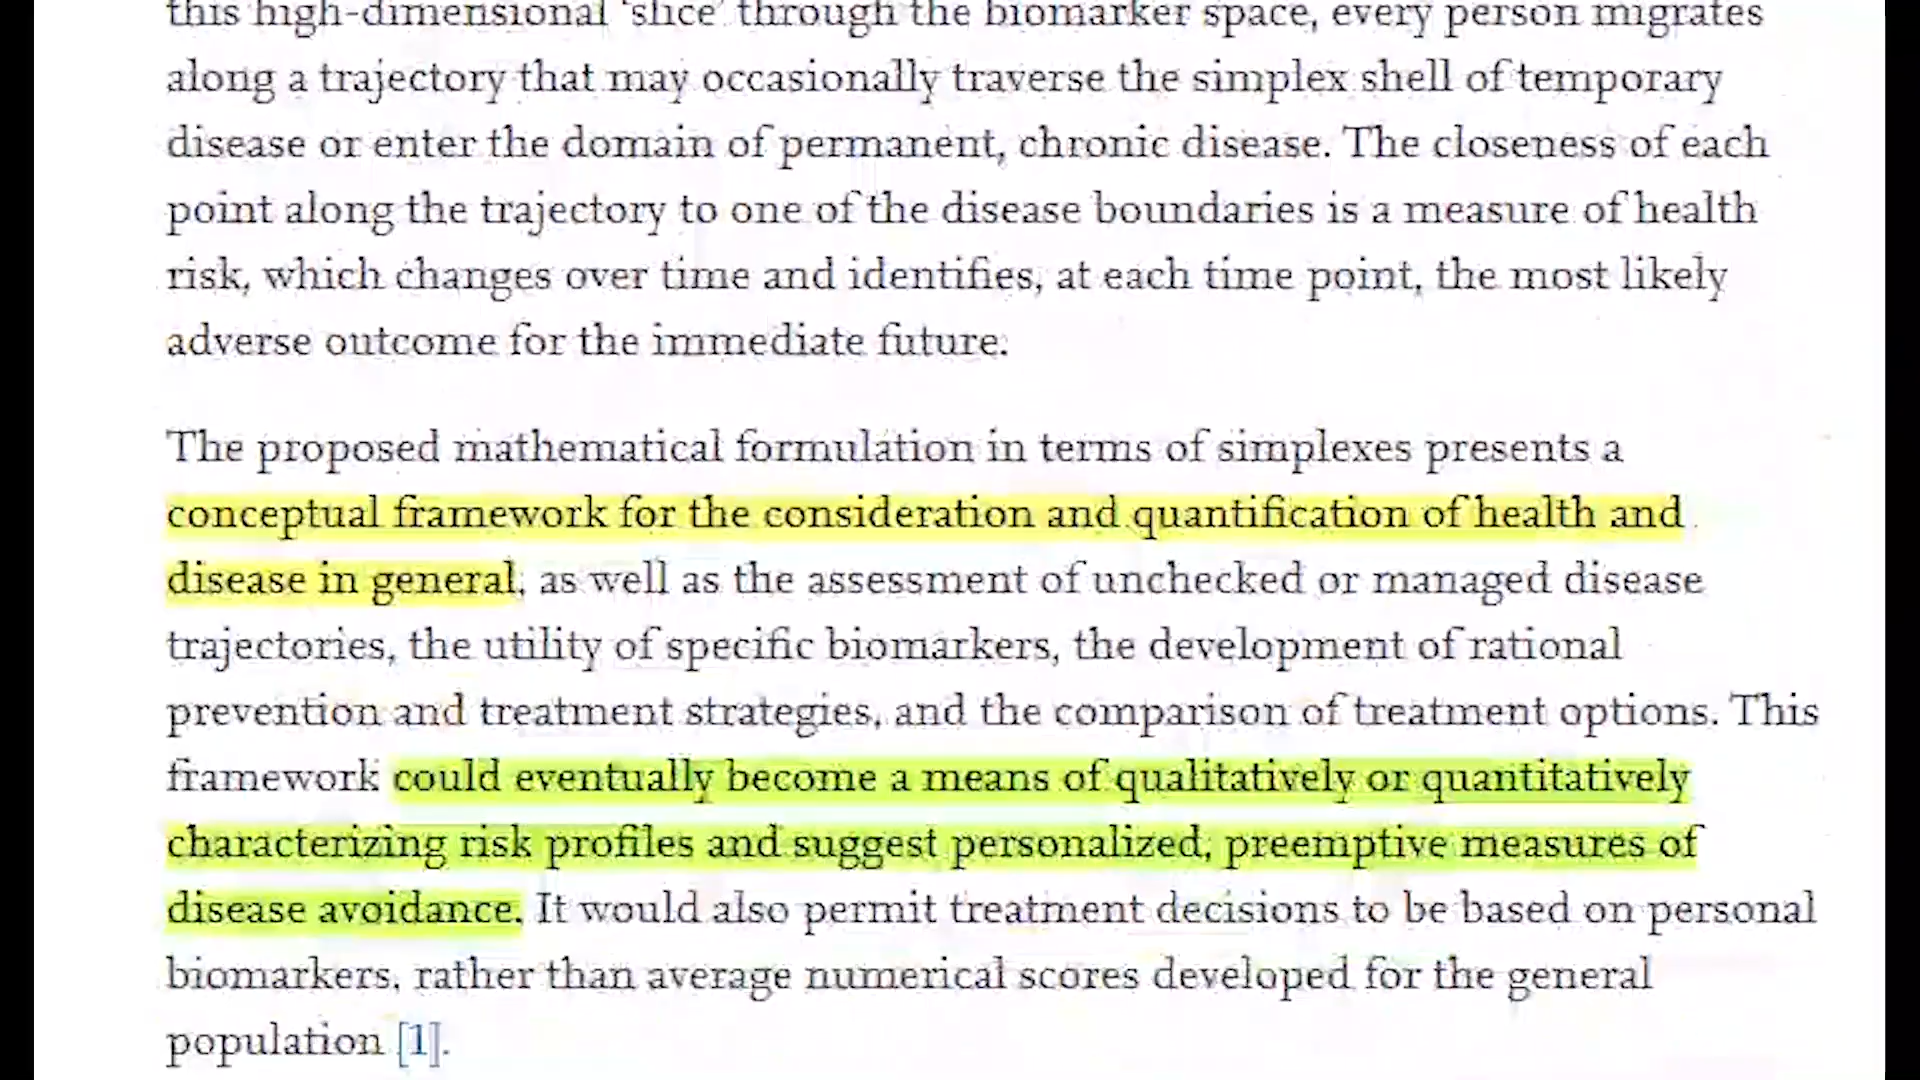 this high-dimensional ‘slice’ through the biomarker space, every person migrates
along a trajectory that may occasionally traverse the simplex shell of temporary
disease or enter the domain of permanent, chronic disease. The closeness of each
point along the trajectory to one of the disease boundaries is a measure of health
risk, which changes over time and identifies, at each time point, the most likely
adverse outcome for the immediate future.
The proposed mathematical formulation in terms of simplexes presents a
conceptual framework for the consideration and quantification of health and
disease in general, as well as the assessment of unchecked or managed disease
trajectories, the utility of specific biomarkers, the development of rational
prevention and treatment strategies, and the comparison of treatment options. This
framework could eventually become a means of qualitatively or quantitatively
characterizing risk profiles and suggest personalized, preemptive measures of
disease avoidance. It would also permit treatment decisions to be based on personal
biomarkers, rather than average numerical scores developed for the general
population [1].